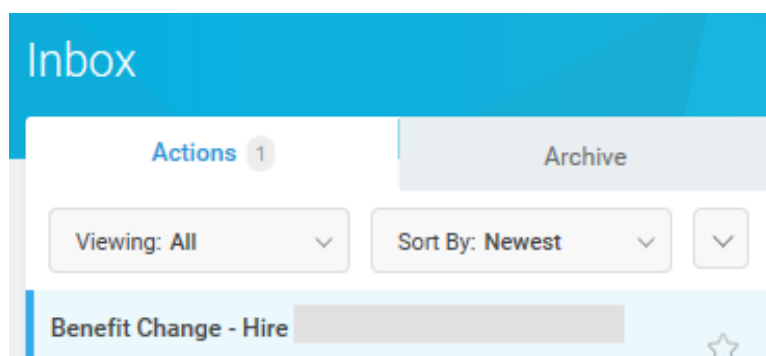 Inbox
Actions 1
Archive
Viewing: All
Sort By: Newest
Benefit Change - Hire